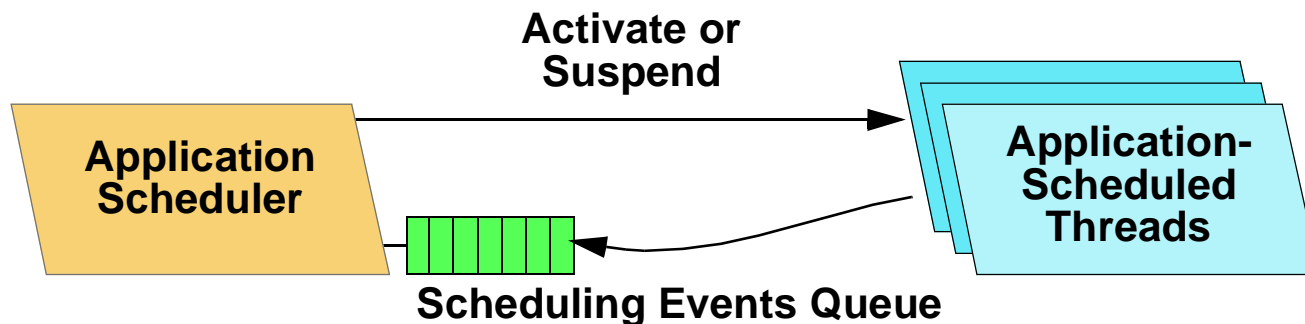 Activate or
Suspend
Application
Scheduler
Application-
Scheduled
Threads
Scheduling Events Queue